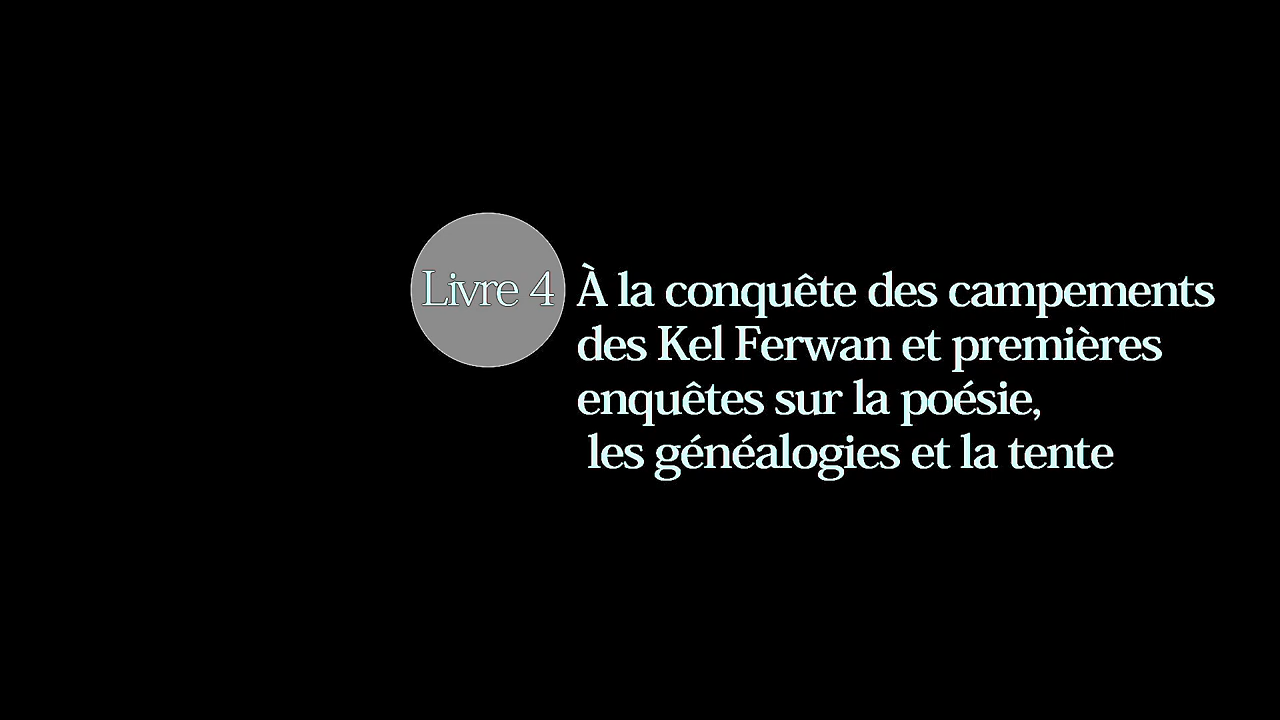 Livre 4
À la conquête des campements
des Kel Ferwan et premières
enquêtes sur la poésie,
les généalogies et la tente